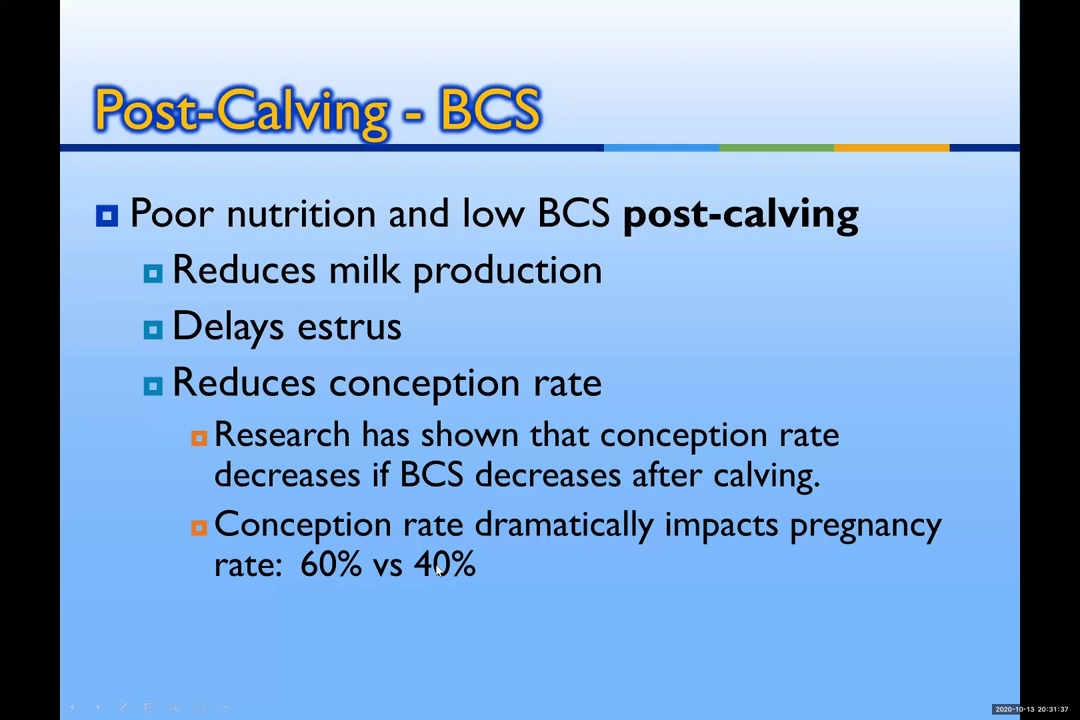 Post-Calving - BCS
Poor nutrition and low BCS post-calving
Reduces milk production
Delays estrus
Reduces conception rate
Research has shown that conception rate
decreases if BCS decreases after calving.
Conception rate dramatically impacts pregnancy
rate: 60% vs 40%
2020-10-13 20:31:37